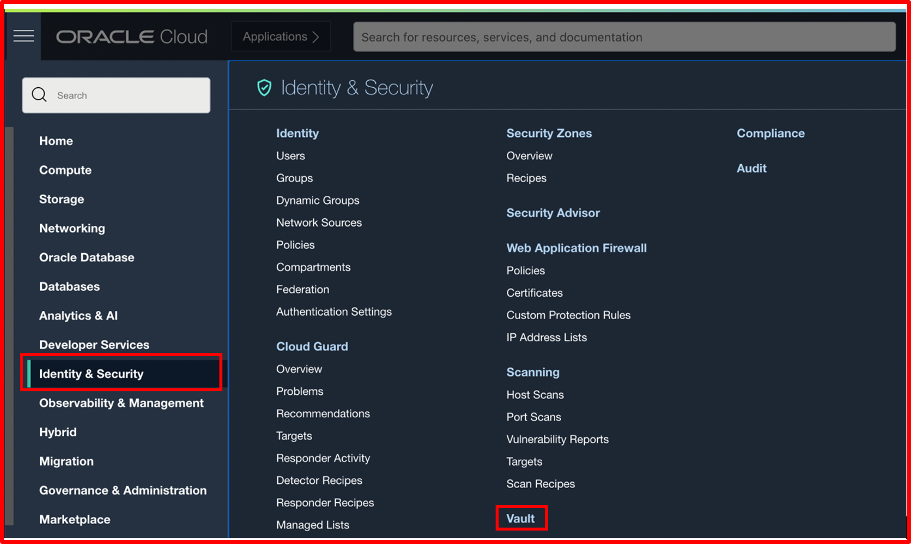 ORACLE Cloud
Applications
Search for resources, services, and documentation
Search
Home
Compute
Storage
Networking
Oracle Database
Databases
Analytics & AI
Developer Services
Identity & Security
Observability & Management
Hybrid
Migration
Governance & Administration
Marketplace
Identity & Security
Identity
Users
Groups
Dynamic Groups
Network Sources
Policies
Compartments
Federation
Authentication Settings
Cloud Guard
Overview
Problems
Recommendations
Targets
Responder Activity
Detector Recipes
Responder Recipes
Managed Lists
Security Zones
Overview
Recipes
Security Advisor
Web Application Firewall
Policies
Certificates
Custom Protection Rules
IP Address Lists
Scanning
Host Scans
Port Scans
Vulnerability Reports
Targets
Scan Recipes
Vault
Compliance
Audit